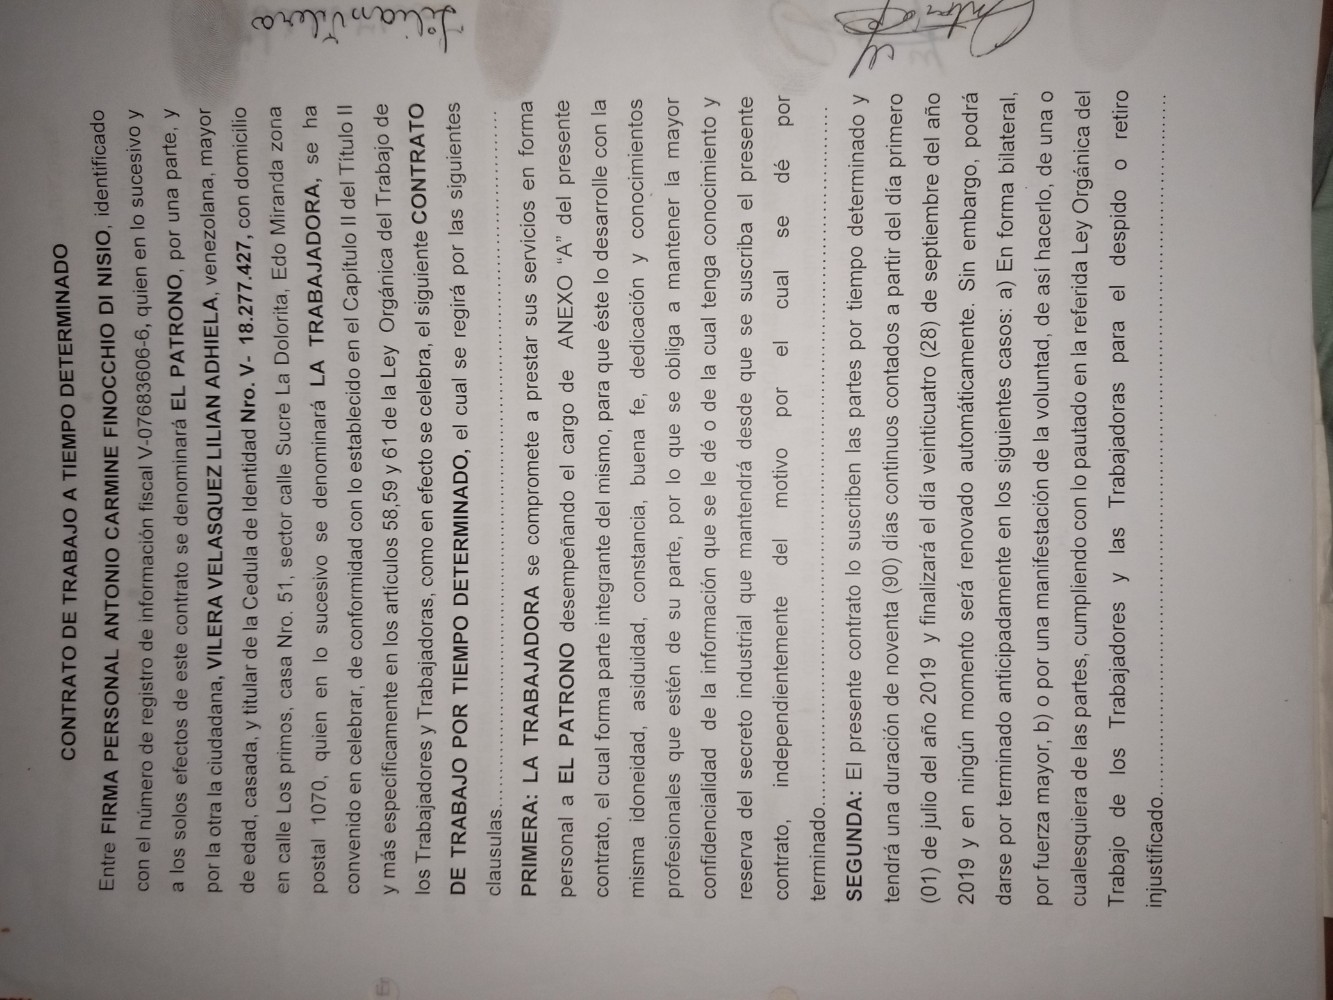 CONTRATO DE TRABAJO A TIEMPO DETERMINADO
Entre FIRMA PERSONAL ANTONIO CARMINE FINOCCHIO DI NISIO, identificado
con el número de registro de información fiscal V-07683606-6, quien en lo sucesivo y
a los solos efectos de este contrato se denominará EL PATRONO, por una parte, y
por la otra la ciudadana, VILERA VELASQUEZ LILIAN ADHIELA, venezolana, mayor
de edad, casada, y titular de la Cedula de Identidad Nro. V- 18.277.427, con domicilio
en calle Los primos, casa Nro. 51, sector calle Sucre La Dolorita, Edo Miranda zona
postal 1070, quien en lo sucesivo se denominará LA TRABAJADORA, se ha
convenido en celebrar, de conformidad con lo establecido en el Capítulo II del Título II
y más específicamente en los artículos 58,59 y 61 de la Ley Orgánica del Trabajo de
los Trabajadores y Trabajadoras, como en efecto se celebra, el siguiente CONTRATO
DE TRABAJO POR TIEMPO DETERMINADO, el cual se regirá por las siguientes
clausulas....................................................................................................
PRIMERA: LA TRABAJADORA se compromete a prestar sus servicios en forma
personal a EL PATRONO desempeñando el cargo de ANEXO “A” del presente
contrato, el cual forma parte integrante del mismo, para que éste lo desarrolle con la
misma idoneidad, asiduidad, constancia, buena fe, dedicación y conocimientos
profesionales que estén de su parte, por lo que se obliga a mantener la mayor
confidencialidad de la información que se le dé o de la cual tenga conocimiento y
reserva del secreto industrial que mantendrá desde que se suscriba el presente
contrato, independientemente del motivo por el cual se dé por
terminado....................................................................................................
SEGUNDA: El presente contrato lo suscriben las partes por tiempo determinado y
tendrá una duración de noventa (90) días continuos contados a partir del día primero
(01) de julio del año 2019 y finalizará el día veinticuatro (28) de septiembre del año
2019 y en ningún momento será renovado automáticamente. Sin embargo, podrá
darse por terminado anticipadamente en los siguientes casos: a) En forma bilateral,
por fuerza mayor, b) o por una manifestación de la voluntad, de así hacerlo, de una o
cualesquiera de las partes, cumpliendo con lo pautado en la referida Ley Orgánica del
Trabajo de los Trabajadores y las Trabajadoras para el despido o retiro
injustificado....................................................................................................
Lilian Vilera